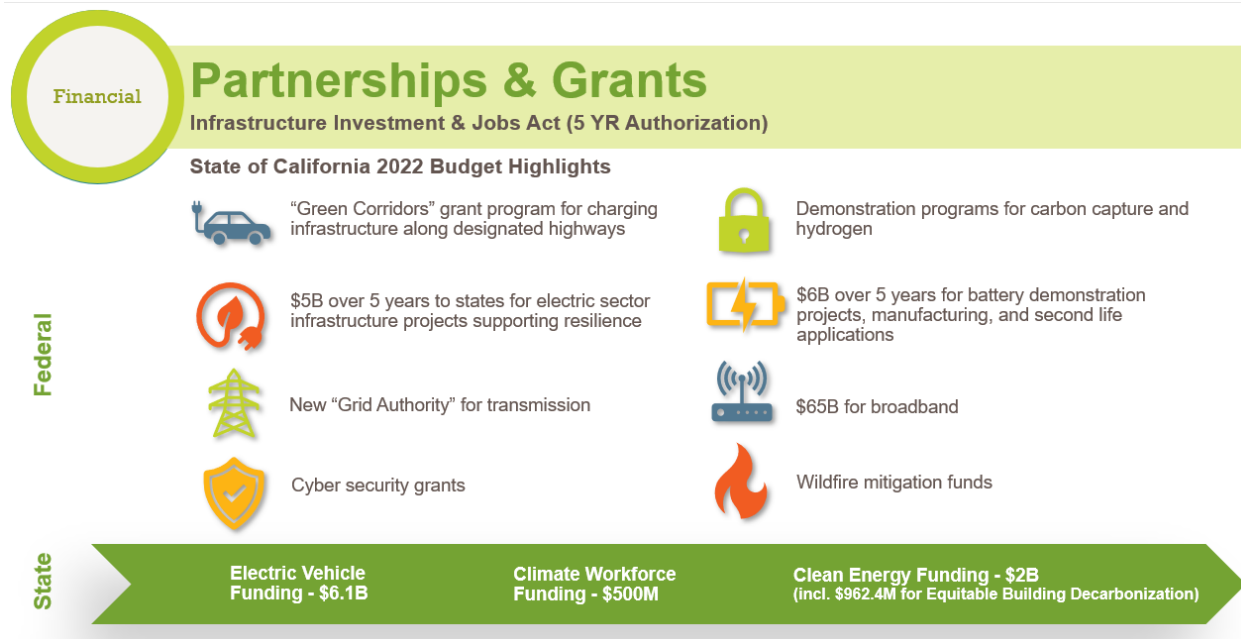 Financial
Partnerships & Grants
Infrastructure Investment & Jobs Act (5 YR Authorization)
State of California 2022 Budget Highlights
Federal
“Green Corridors” grant program for charging
infrastructure along designated highways
Demonstration programs for carbon capture and
hydrogen
$5B over 5 years to states for electric sector
infrastructure projects supporting resilience
$6B over 5 years for battery demonstration
projects, manufacturing, and second life
applications
New “Grid Authority” for transmission
$65B for broadband
Cyber security grants
Wildfire mitigation funds
State
Electric Vehicle
Funding - $6.1B
Climate Workforce
Funding - $500M
Clean Energy Funding - $2B
(incl. $962.4M for Equitable Building Decarbonization)